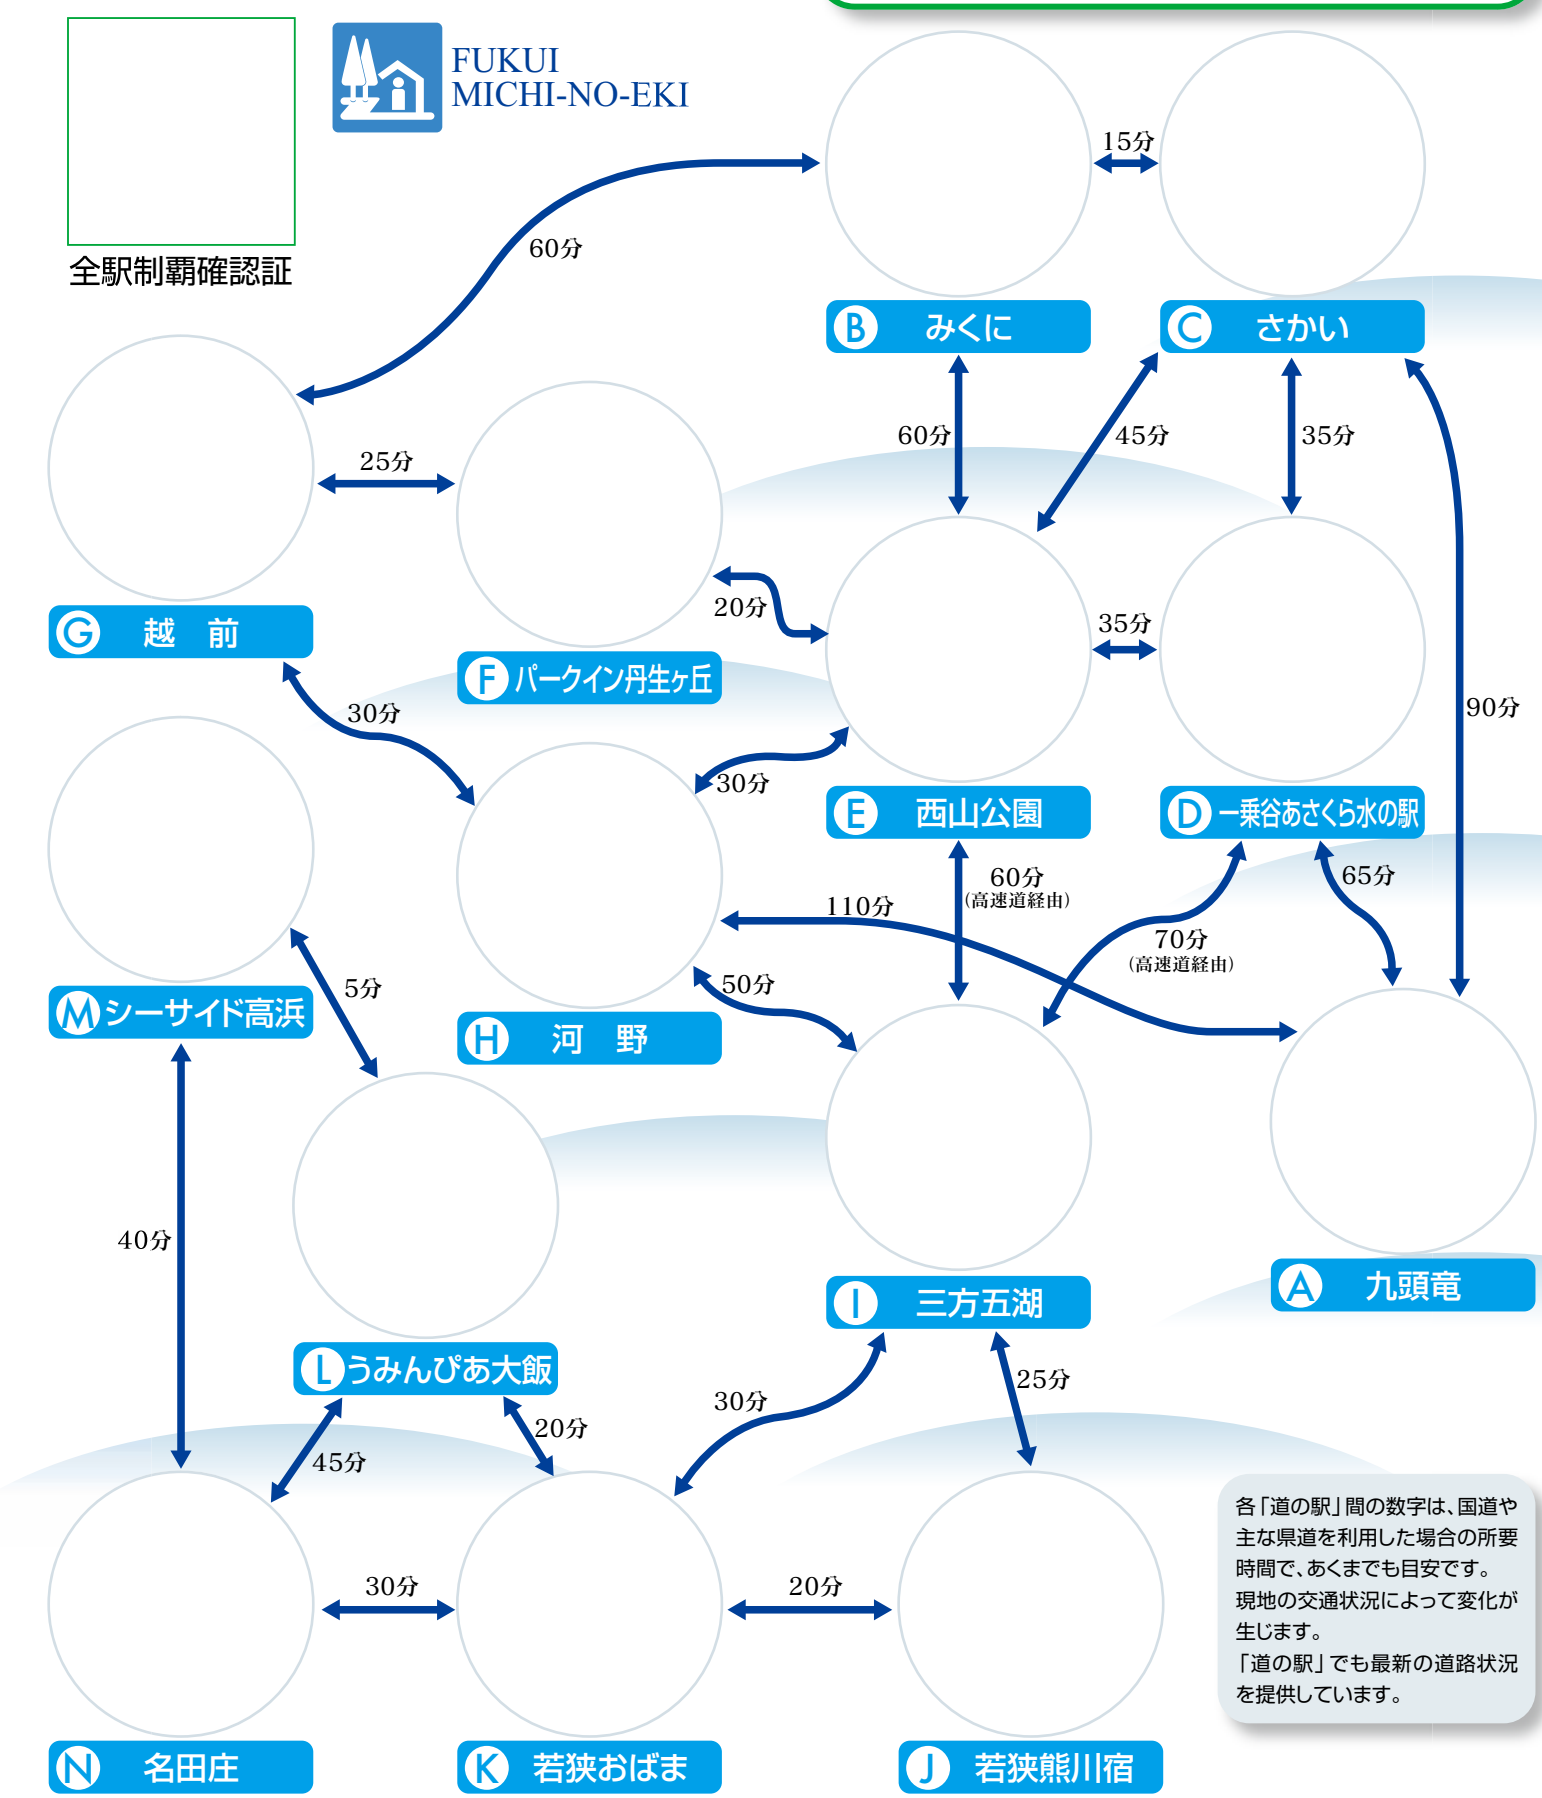 FUKUI
MICHI-NO-EKI
全駅制覇確認証
15分
60分
B みくに
C さかい
60分
45分
35分
25分
20分
35分
G 越　前
F パークイン丹生ヶ丘
30分
90分
30分
E 西山公園
D 一乗谷あさくら水の駅
60分
(高速道経由)
65分
110分
70分
(高速道経由)
5分
50分
M シーサイド高浜
H 河　野
40分
I 三方五湖
A 九頭竜
L うみんぴあ大飯
30分
25分
20分
45分
各「道の駅」間の数字は、国道や
主な県道を利用した場合の所要
時間で、あくまでも目安です。
現地の交通状況によって変化が
生じます。
「道の駅」でも最新の道路状況
を提供しています。
30分
20分
N 名田庄
K 若狭おばま
J 若狭熊川宿